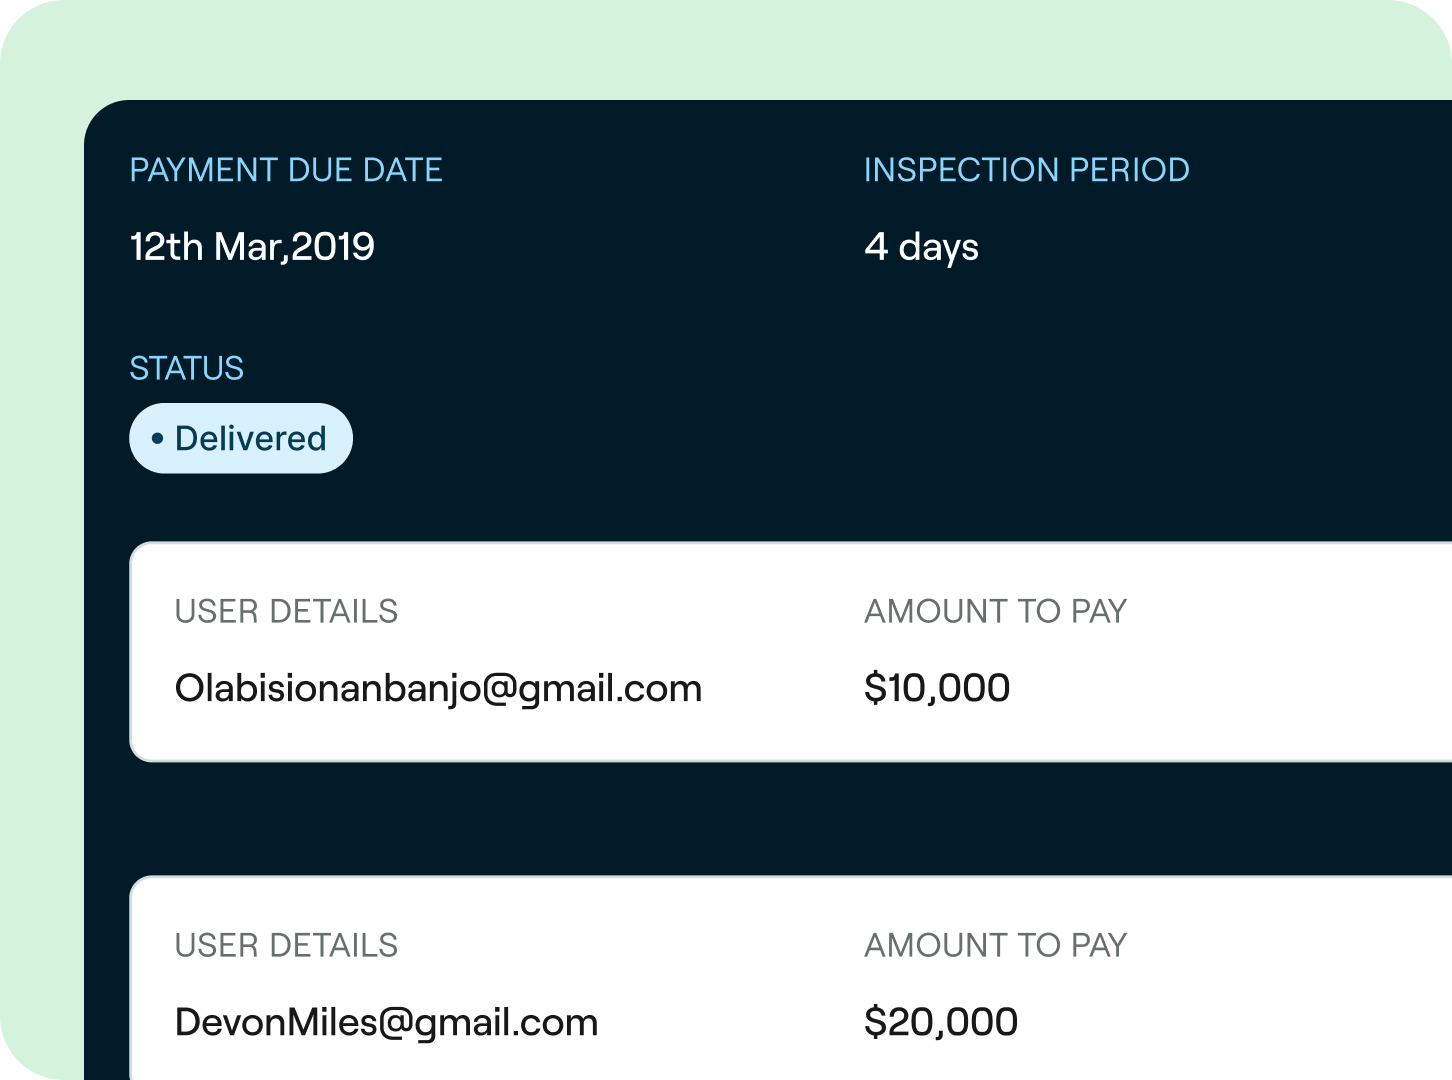 PAYMENT DUE DATE
INSPECTION PERIOD
12th Mar,2019
4 days
STATUS
• Delivered
USER DETAILS
AMOUNT TO PAY
Olabisionanbanjo@gmail.com
$10,000
USER DETAILS
AMOUNT TO PAY
DevonMiles@gmail.com
$20,000